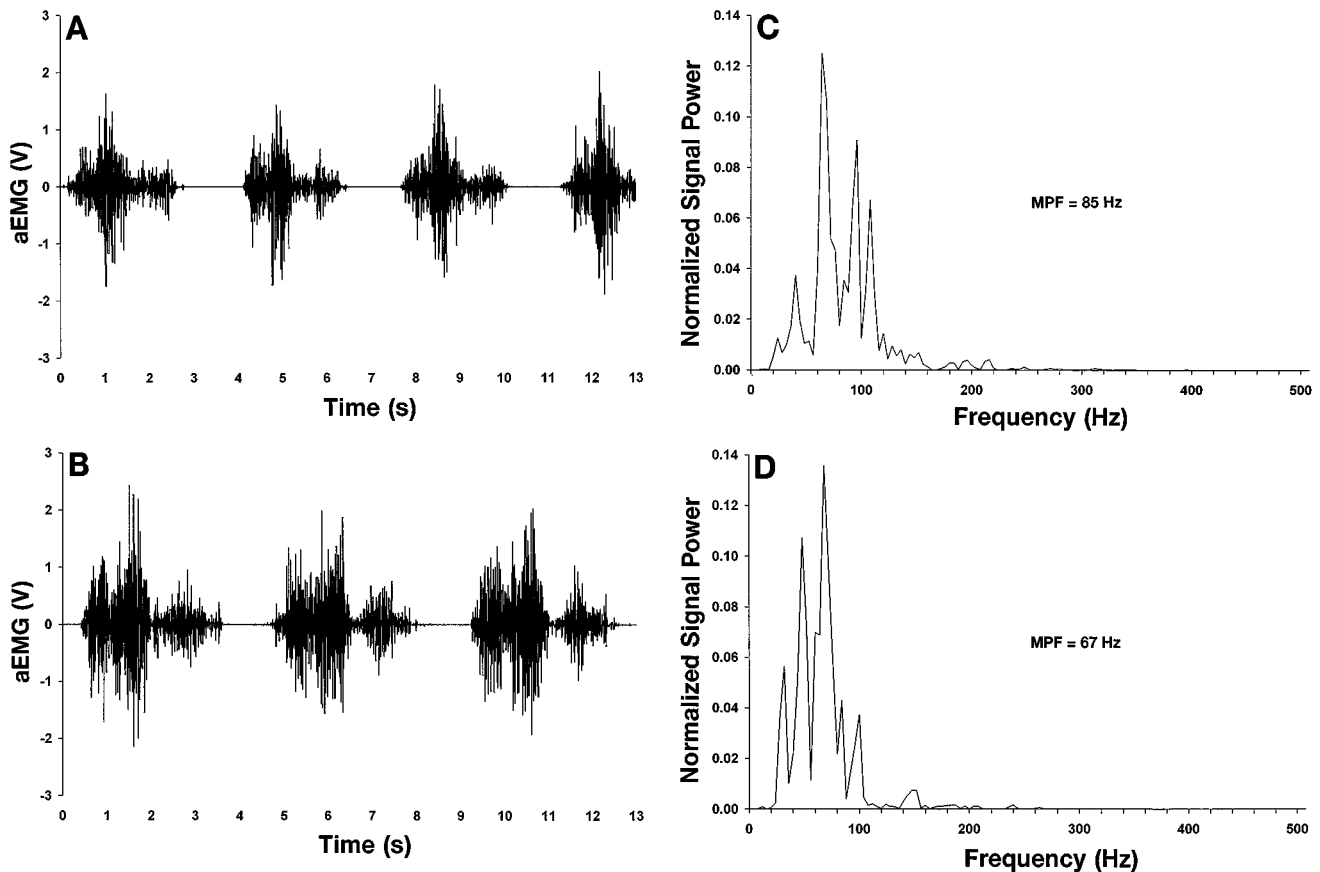 A
3
2
1
0
-1
-2
-3
aEMG (V)
0 1 2 3 4 5 6 7 8 9 10 11 12 13
Time (s)
C
0.14
0.12
0.10
0.08
0.06
0.04
0.02
0.00
Normalized Signal Power
MPF = 85 Hz
0 100 200 300 400 500
Frequency (Hz)
B
3
2
1
0
-1
-2
-3
aEMG (V)
0 1 2 3 4 5 6 7 8 9 10 11 12 13
Time (s)
D
0.14
0.12
0.10
0.08
0.06
0.04
0.02
0.00
Normalized Signal Power
MPF = 67 Hz
0 100 200 300 400 500
Frequency (Hz)